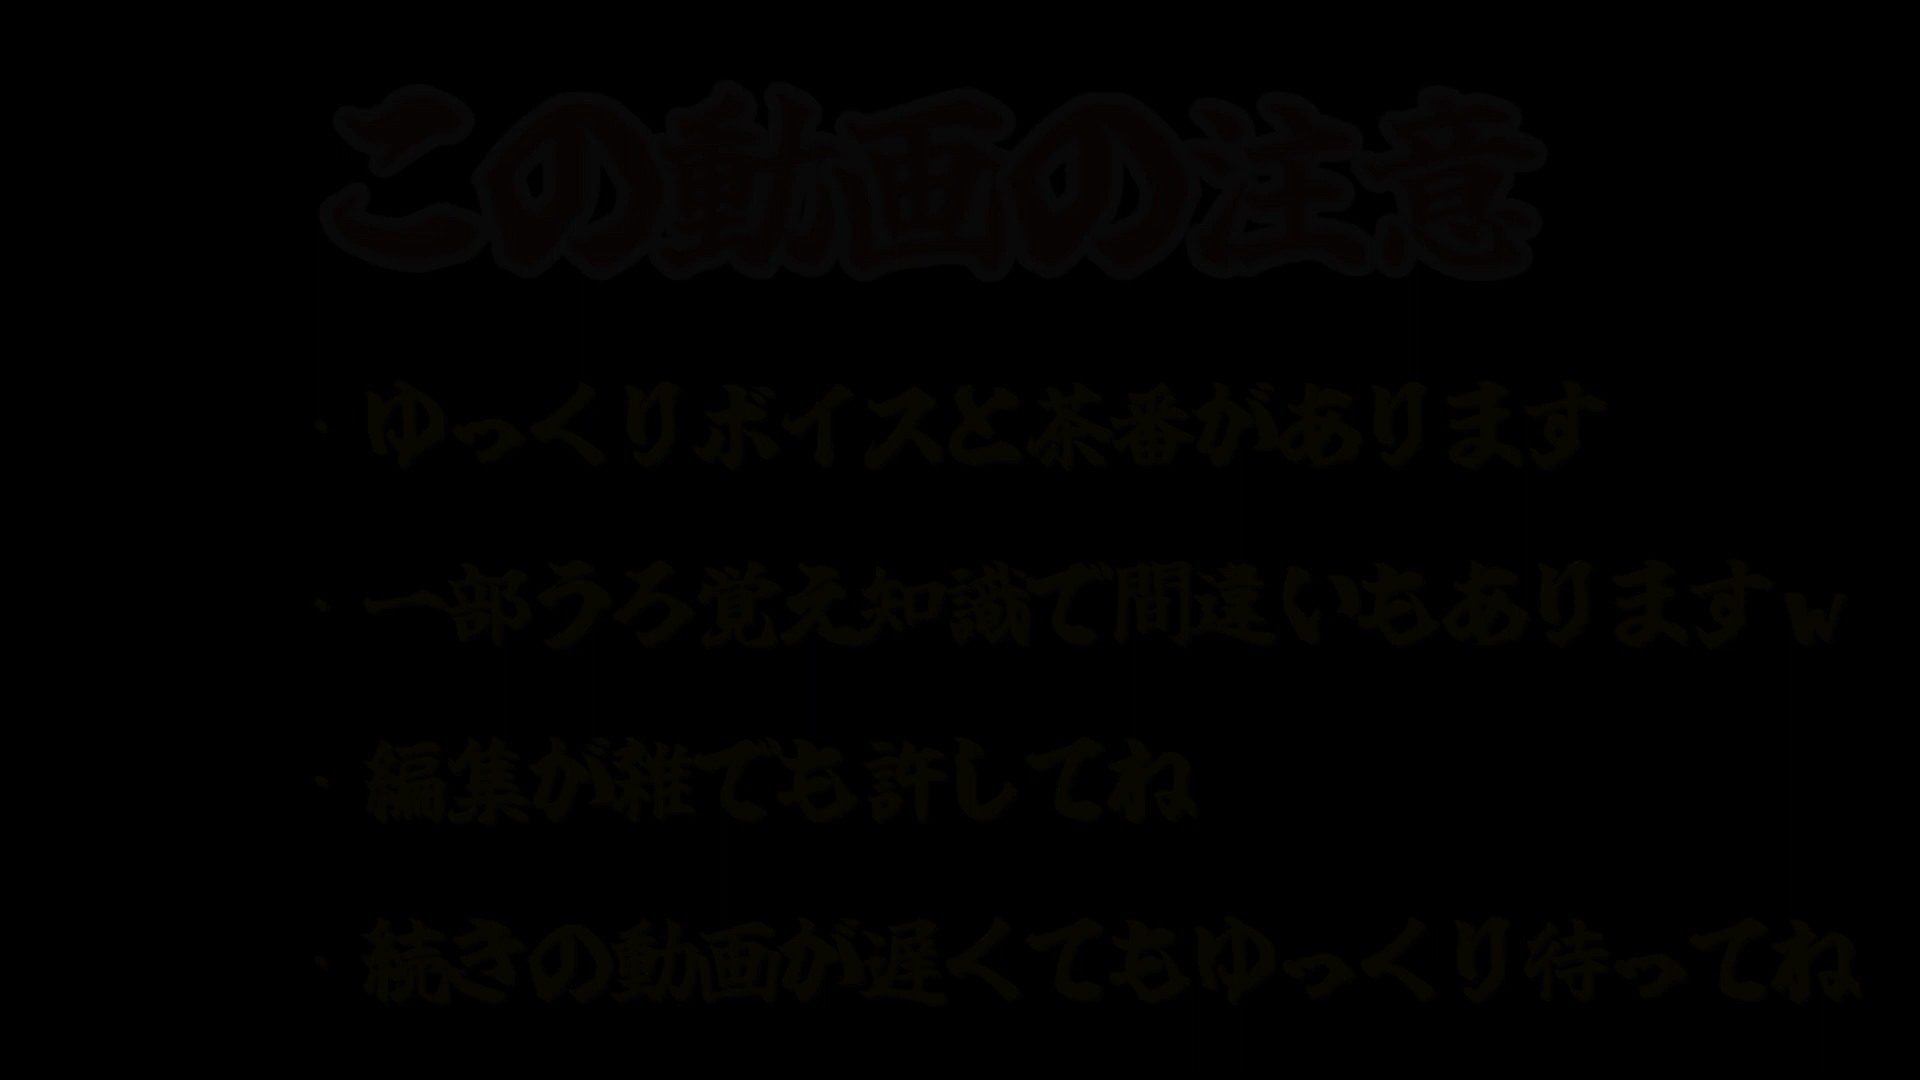 この動画の注意
・ゆっくりボイスと茶番があります
・一部うろ覚え知識で間違いもありますw
・編集が雑でも許してね
・続きの動画が遅くてもゆっくり待ってね